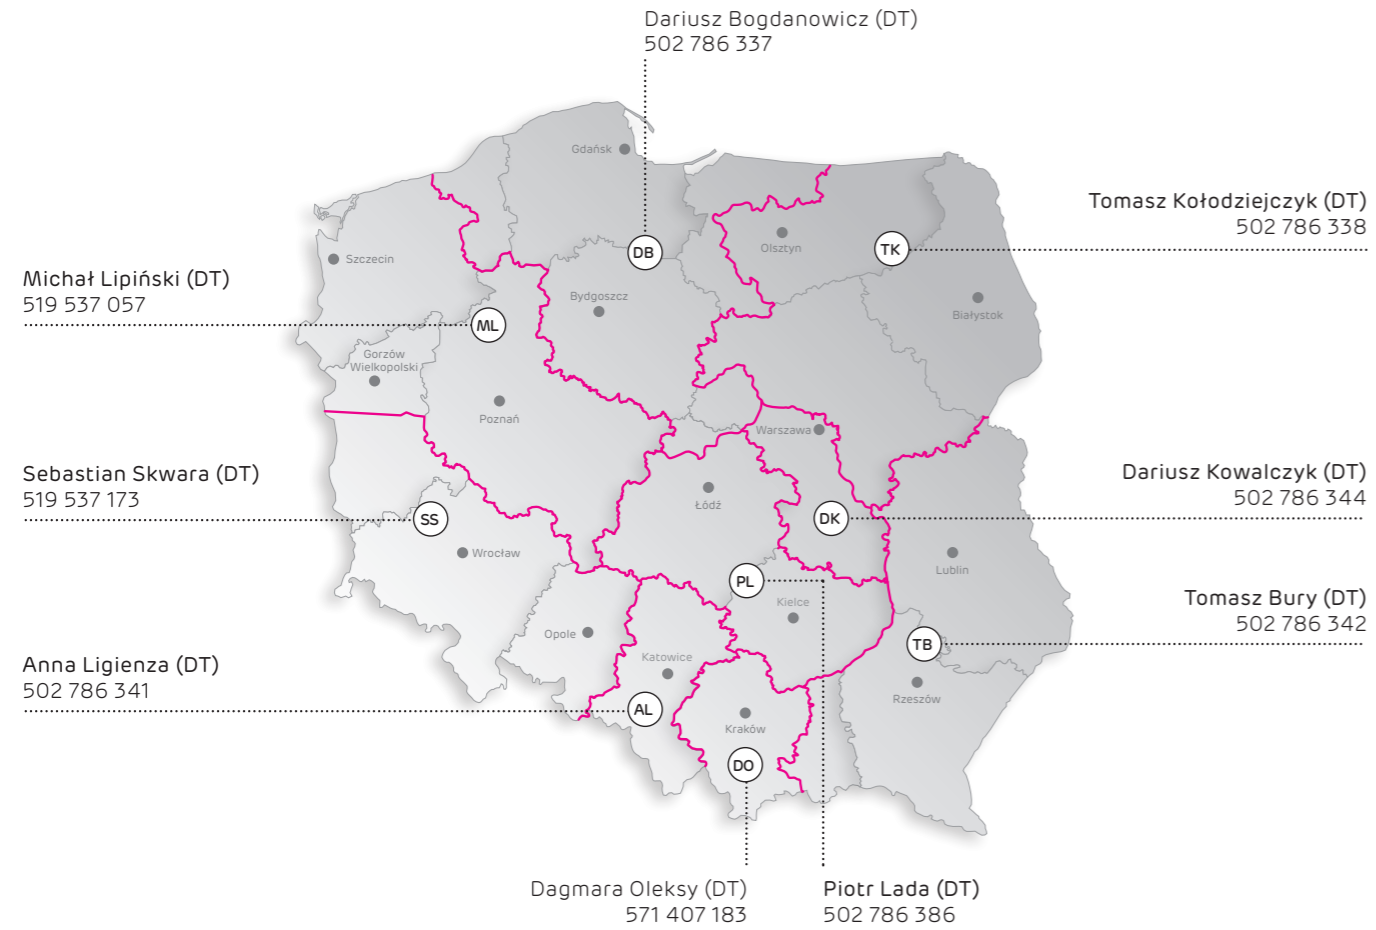 Dariusz Bogdanowicz (DT)
502 786 337
Gdańsk
Tomasz Kołodziejczyk (DT)
502 786 338
Olsztyn
TK
DB
Szczecin
Michał Lipiński (DT)
519 537 057
Bydgoszcz
Białystok
ML
Gorzów
Wielkopolski
Poznań
Warszawa
Sebastian Skwara (DT)
519 537 173
Dariusz Kowalczyk (DT)
502 786 344
Łódź
SS
DK
Wrocław
Lublin
PL
Kielce
Tomasz Bury (DT)
502 786 342
Opole
TB
Anna Ligienza (DT)
502 786 341
Katowice
Rzeszów
AL
Kraków
DO
Dagmara Oleksy (DT)
571 407 183
Piotr Lada (DT)
502 786 386